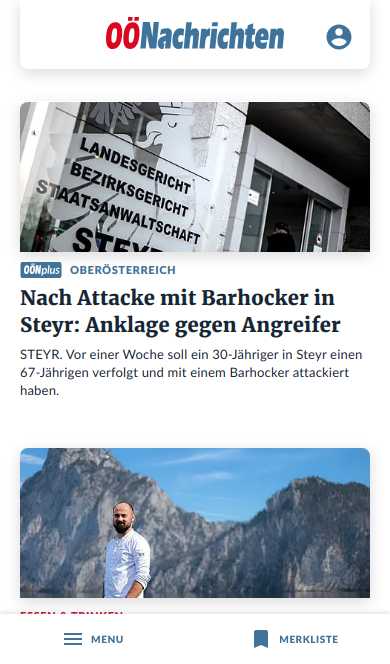 OÖNachrichten
LANDESGERICHT
BEZIRKSGERICHT
STAATSANWALTSCHAFT
STEYR
OÖNplus OBERÖSTERREICH
Nach Attacke mit Barhocker in
Steyr: Anklage gegen Angreifer
STEYR. Vor einer Woche soll ein 30-Jähriger in Steyr einen
67-Jährigen verfolgt und mit einem Barhocker attackiert
haben.
ESSEN & TRINKEN
MENU
MERKLISTE